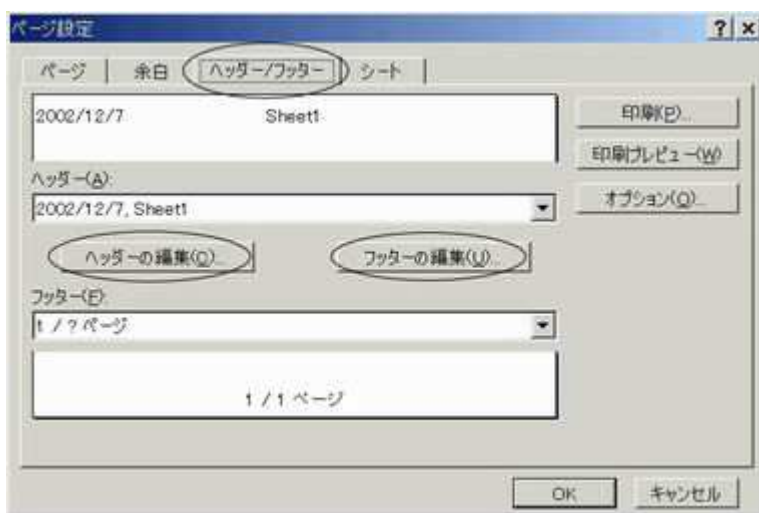 ページ設定
ページ 余白 ヘッダー/フッター シート
2002/12/7 Sheet1
印刷(P)...
印刷プレビュー(W)
ヘッダー(A):
2002/12/7, Sheet1
オプション(O)...
ヘッダーの編集(C)... フッターの編集(U)...
フッター(F):
1 / ? ページ
1 / 1 ページ
OK キャンセル